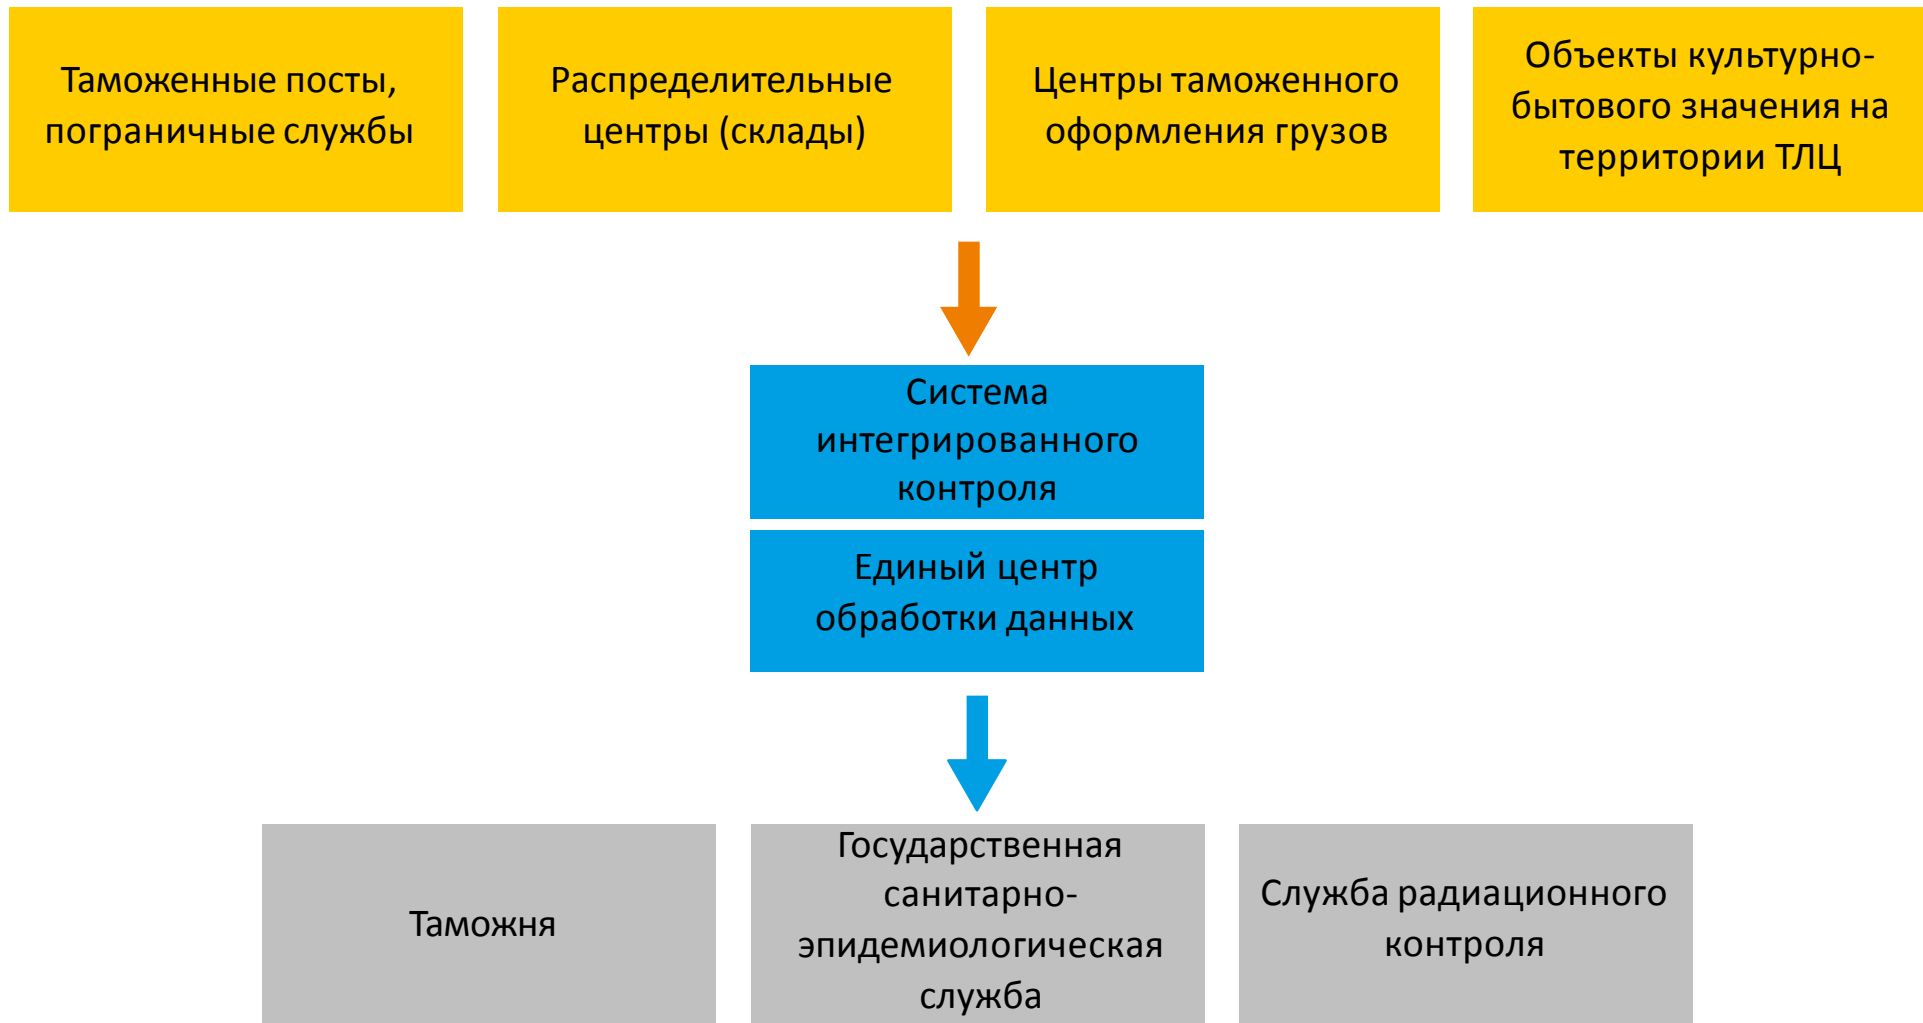 Таможенные посты,
пограничные службы
Распределительные
центры (склады)
Центры таможенного
оформления грузов
Объекты культурно-
бытового значения на
территории ТЛЦ
Система
интегрированного
контроля
Единый центр
обработки данных
Таможня
Государственная
санитарно-
эпидемиологическая
служба
Служба радиационного
контроля